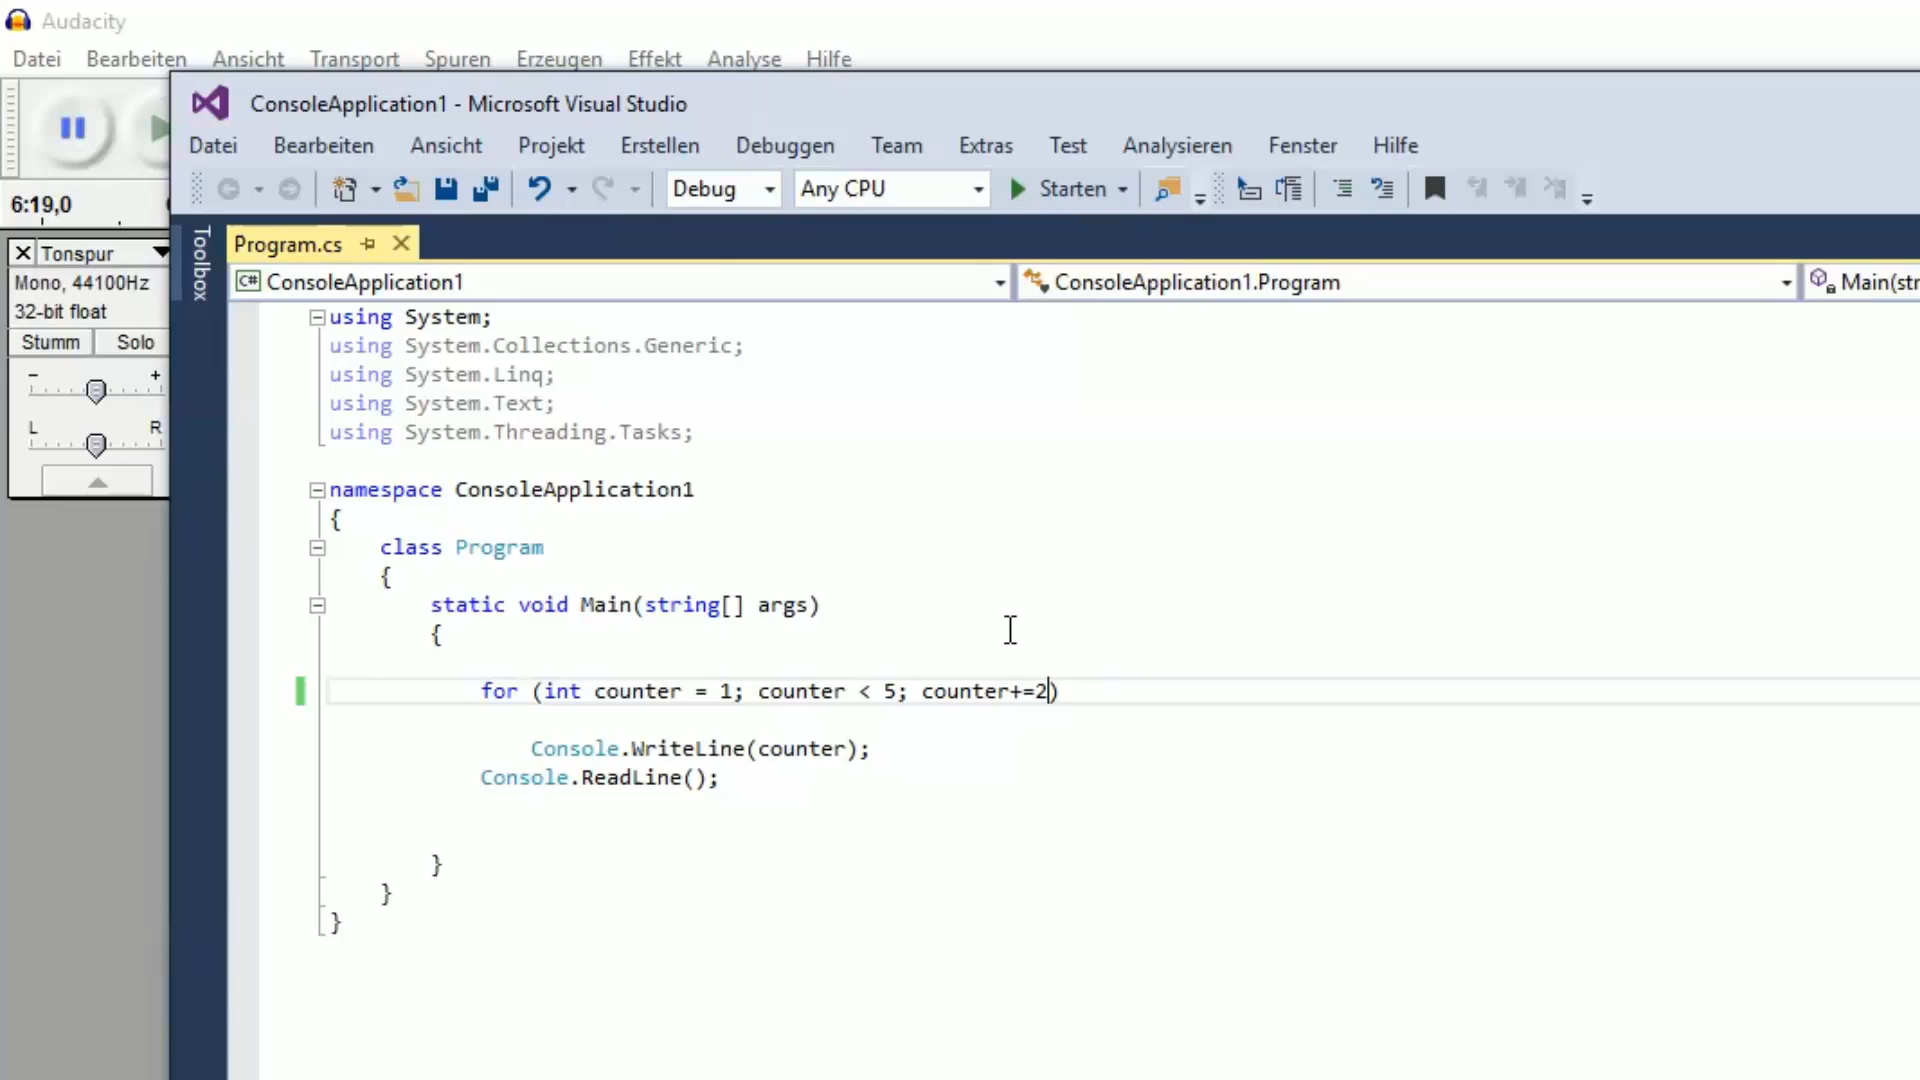 Audacity
Datei Bearbeiten Ansicht Transport Spuren Erzeugen Effekt Analyse Hilfe
ConsoleApplication1 - Microsoft Visual Studio
Datei Bearbeiten Ansicht Projekt Erstellen Debuggen Team Extras Test Analysieren Fenster Hilfe
Debug Any CPU Starten
6:19,0
Toolbox
Program.cs
Tonspur
Mono, 44100Hz
32-bit float
Stumm Solo
- +
L R
C# ConsoleApplication1 ConsoleApplication1.Program Main(str
using System;
using System.Collections.Generic;
using System.Linq;
using System.Text;
using System.Threading.Tasks;
namespace ConsoleApplication1
{
class Program
{
static void Main(string[] args)
{
for (int counter = 1; counter < 5; counter+=2)
Console.WriteLine(counter);
Console.ReadLine();
}
}
}